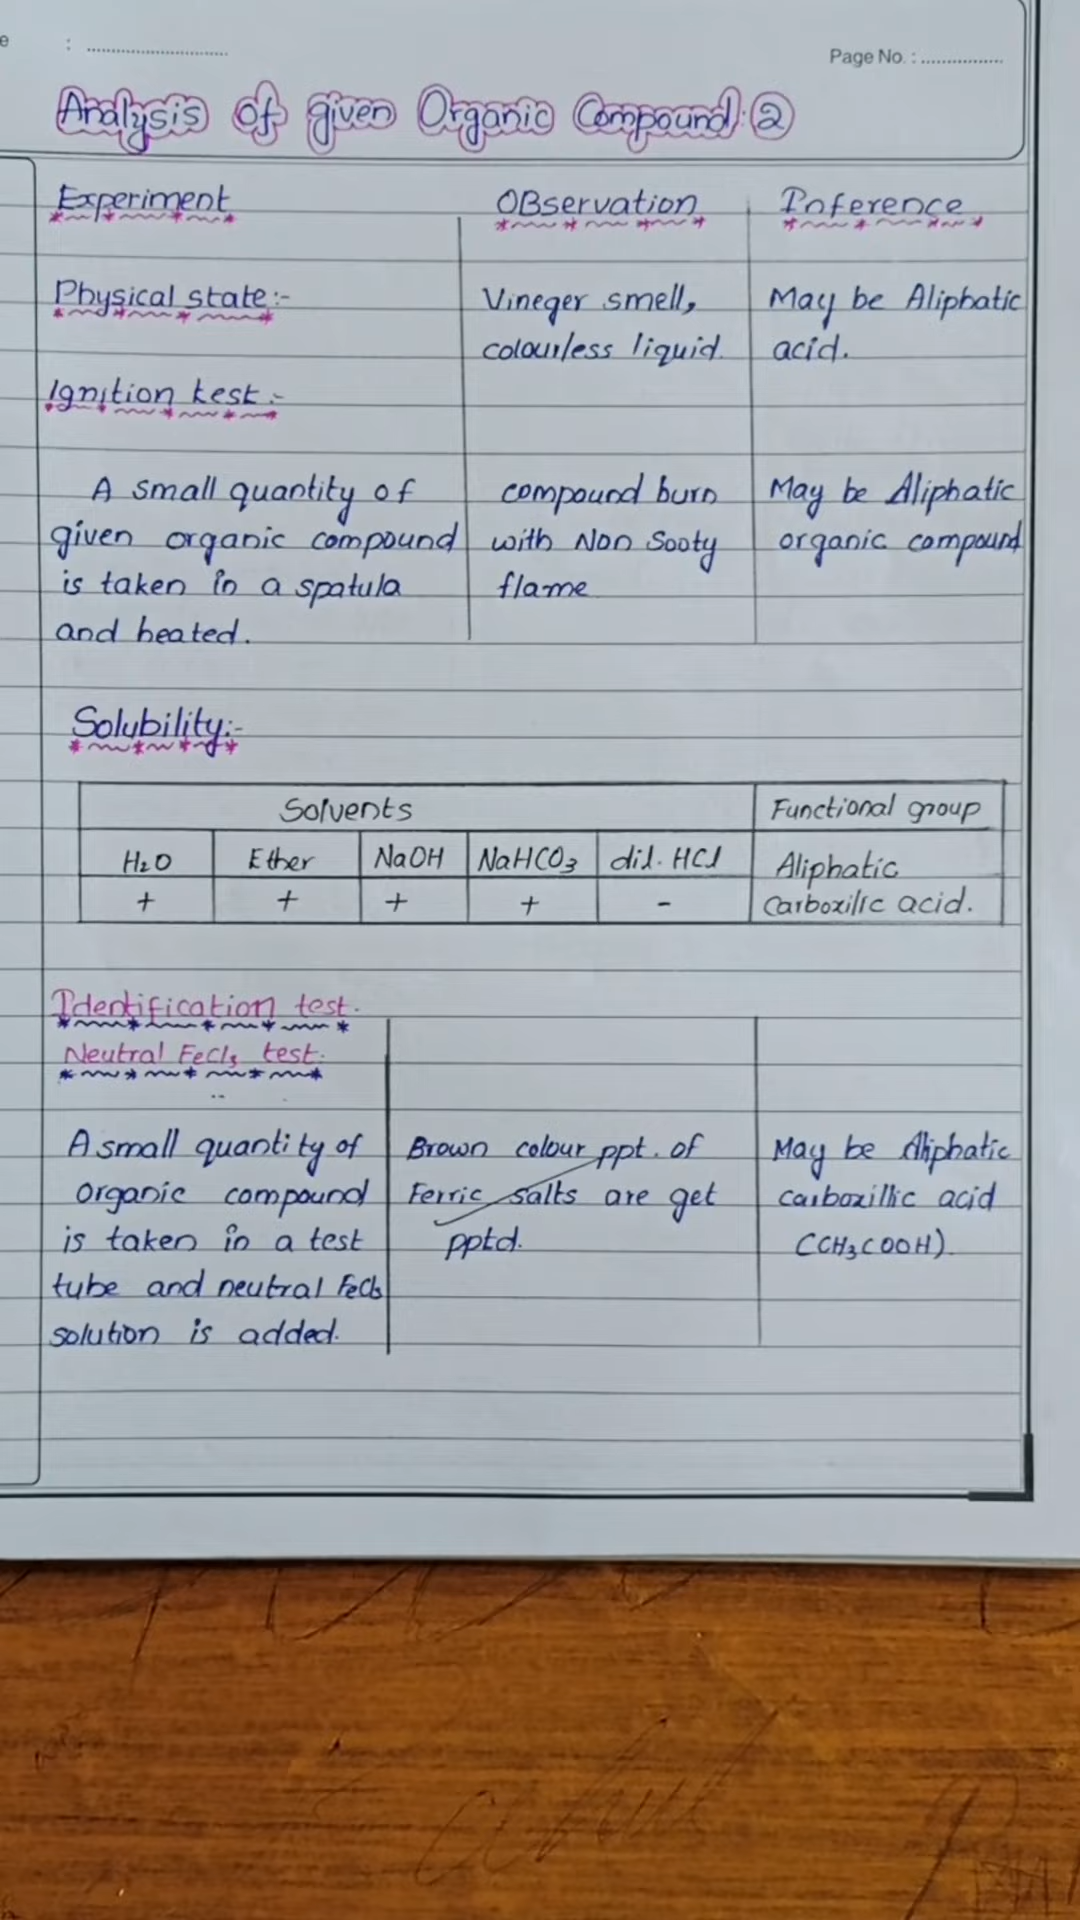 e : ............................
Page No. : .................
Analysis of given Organic Compound: 2
Experiment OBservation Inference
Physical state:- Vineger smell, May be Aliphatic
colourless liquid. acid.
Ignition test:-
A small quantity of compound burn May be Aliphatic
given organic compound with Non Sooty organic compound
is taken in a spatula flame
and heated.
Solubility:-
Solvents Functional group
H₂O Ether NaOH NaHCO₃ dil. HCl Aliphatic
+ + + + - carboxilic acid.
Identification test.
Neutral FeCl₃ test.
A small quantity of Brown colour ppt. of May be Aliphatic
organic compound Ferric salts are get carboxillic acid
is taken in a test pptd. (CH₃COOH).
tube and neutral FeCl₃
solution is added.